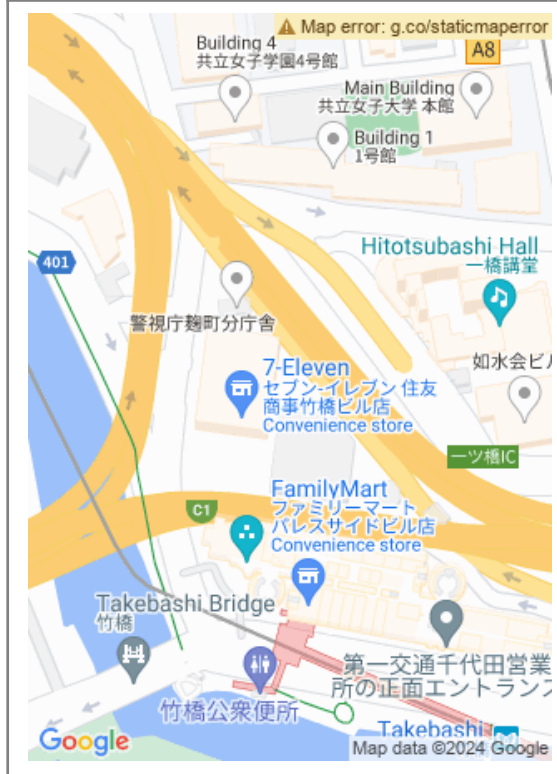 Map error: g.co/staticmaperror
Building 4
共立女子学園4号館
A8
Main Building
共立女子大学 本館
Building 1
1号館
Hitotsubashi Hall
一橋講堂
401
警視庁麹町分庁舎
如水会ビル
7-Eleven
セブン-イレブン 住友
商事竹橋ビル店
Convenience store
一ツ橋IC
C1
FamilyMart
ファミリーマート
パレスサイドビル店
Convenience store
Takebashi Bridge
竹橋
第一交通千代田営業
所の正面エントランス
竹橋公衆便所
Takebashi
Google
Map data ©2024 Google